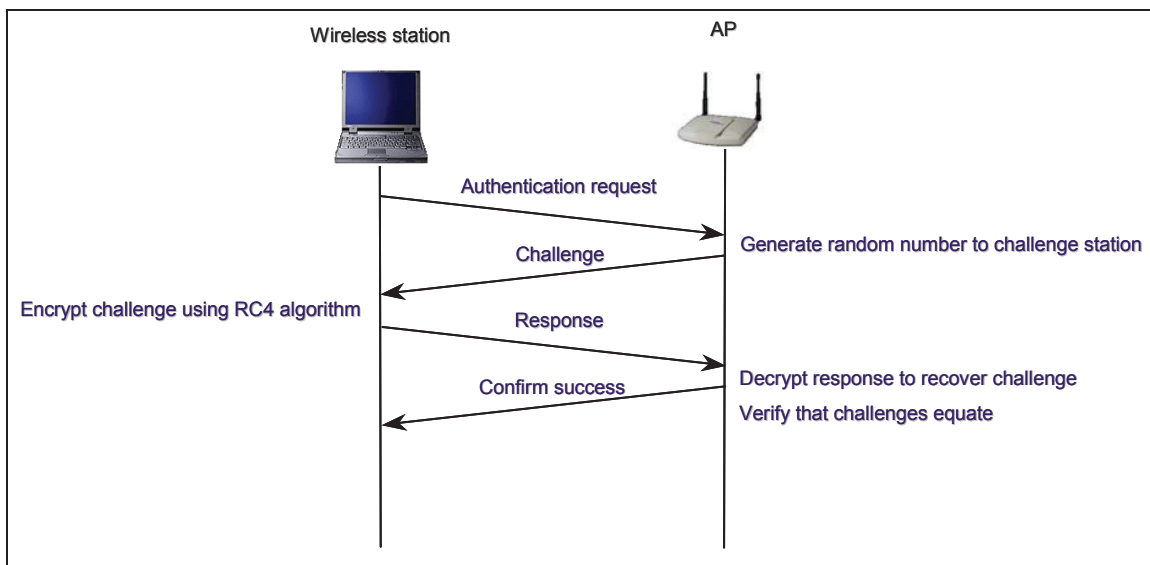 Wireless station
AP
Authentication request
Generate random number to challenge station
Challenge
Encrypt challenge using RC4 algorithm
Response
Decrypt response to recover challenge
Confirm success
Verify that challenges equate